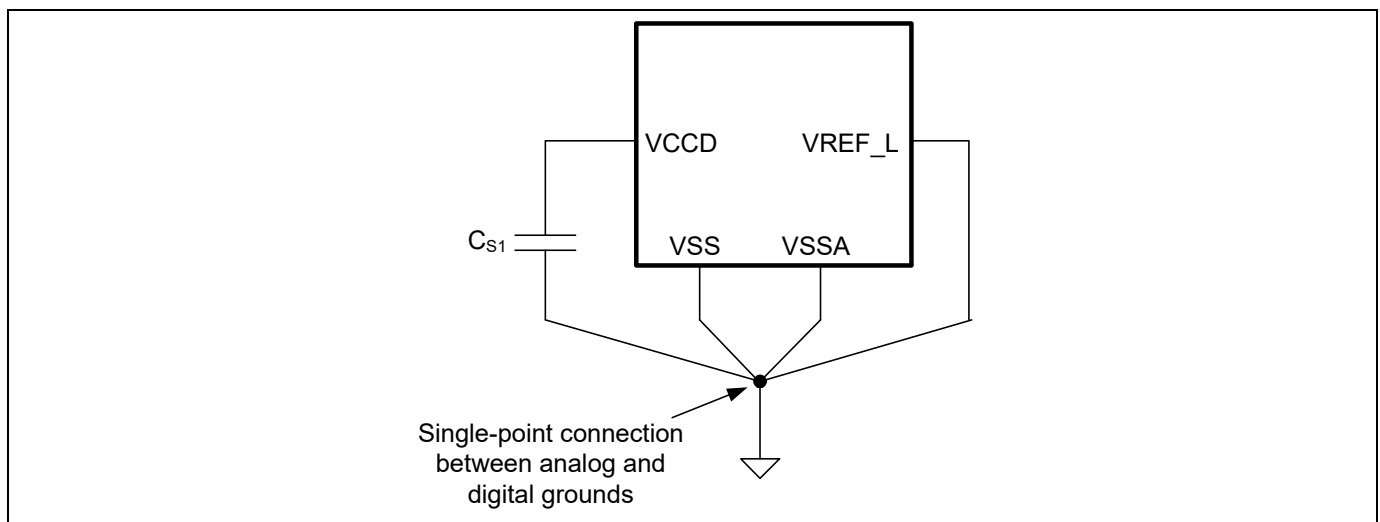 VCCD
VREF_L
CS1
VSS
VSSA
Single-point connection
between analog and
digital grounds